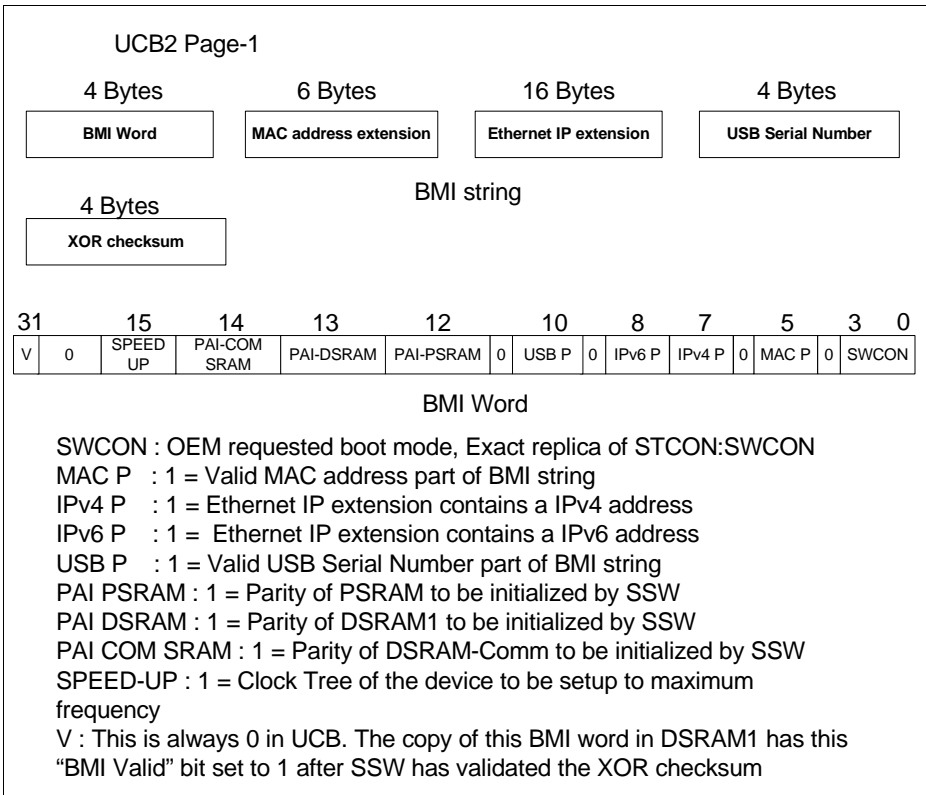 UCB2 Page-1
4 Bytes 6 Bytes 16 Bytes 4 Bytes
BMI Word MAC address extension Ethernet IP extension USB Serial Number
BMI string
4 Bytes
XOR checksum
31 15 14 13 12 10 8 7 5 3 0
V 0 SPEED UP PAI-COM SRAM PAI-DSRAM PAI-PSRAM 0 USB P 0 IPv6 P IPv4 P 0 MAC P 0 SWCON
BMI Word
SWCON : OEM requested boot mode, Exact replica of STCON:SWCON
MAC P : 1 = Valid MAC address part of BMI string
IPv4 P : 1 = Ethernet IP extension contains a IPv4 address
IPv6 P : 1 = Ethernet IP extension contains a IPv6 address
USB P : 1 = Valid USB Serial Number part of BMI string
PAI PSRAM : 1 = Parity of PSRAM to be initialized by SSW
PAI DSRAM : 1 = Parity of DSRAM1 to be initialized by SSW
PAI COM SRAM : 1 = Parity of DSRAM-Comm to be initialized by SSW
SPEED-UP : 1 = Clock Tree of the device to be setup to maximum
frequency
V : This is always 0 in UCB. The copy of this BMI word in DSRAM1 has this
“BMI Valid” bit set to 1 after SSW has validated the XOR checksum